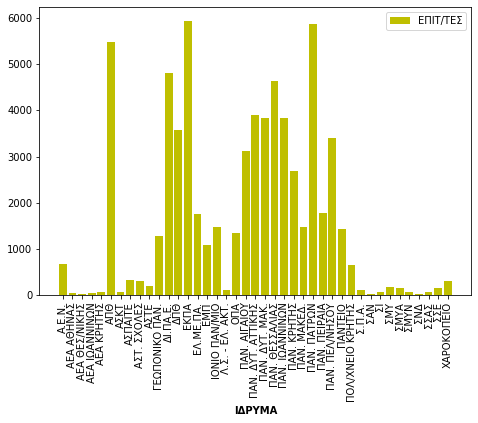 ΕΠΙΤ/ΤΕΣ
6000
5000
4000
3000
2000
1000
0
Α.Ε.Ν.
ΑΕΑ ΑΘΗΝΑΣ
ΑΕΑ ΘΕΣ/ΝΙΚΗΣ
ΑΕΑ ΙΩΑΝΝΙΝΩΝ
ΑΕΑ ΚΡΗΤΗΣ
ΑΠΘ
ΑΣΚΤ
ΑΣΠΑΙΤΕ
ΑΣΤ. ΣΧΟΛΕΣ
ΑΣΤΕ
ΓΕΩΠΟΝΙΚΟ ΠΑΝ.
ΔΙ.ΠΑ.Ε.
ΔΠΘ
ΕΚΠΑ
ΕΛ.ΜΕ.ΠΑ.
ΕΜΠ
ΙΟΝΙΟ ΠΑΝ/ΜΙΟ
Λ.Σ. - ΕΛ. ΑΚΤ.
ΟΠΑ
ΠΑΝ. ΑΙΓΑΙΟΥ
ΠΑΝ. ΔΥΤ. ΑΤΤΙΚΗΣ
ΠΑΝ. ΔΥΤ. ΜΑΚ.
ΠΑΝ. ΘΕΣΣΑΛΙΑΣ
ΠΑΝ. ΙΩΑΝΝΙΝΩΝ
ΠΑΝ. ΚΡΗΤΗΣ
ΠΑΝ. ΜΑΚΕΔ.
ΠΑΝ. ΠΑΤΡΩΝ
ΠΑΝ. ΠΕΙΡΑΙΑ
ΠΑΝ. ΠΕΛ/ΝΗΣΟΥ
ΠΑΝΤΕΙΟ
ΠΟΛ/ΧΝΕΙΟ ΚΡΗΤΗΣ
Σ.Π.Α.
ΣΑΝ
ΣΙ
ΣΜΥ
ΣΜΥΑ
ΣΜΥΝ
ΣΝΔ
ΣΣΑΣ
ΣΣΕ
ΧΑΡΟΚΟΠΕΙΟ
ΙΔΡΥΜΑ